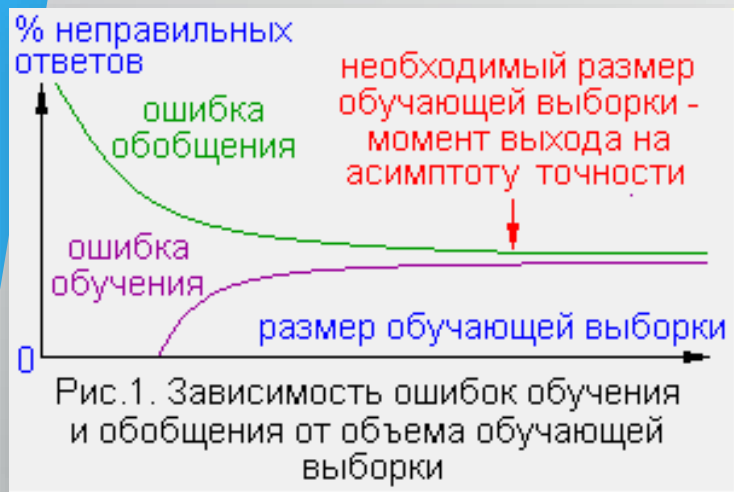 % неправильных
ответов
необходимый размер
обучающей выборки -
момент выхода на
асимптоту точности
ошибка
обобщения
ошибка
обучения
размер обучающей выборки
0
Рис.1. Зависимость ошибок обучения
и обобщения от объема обучающей
выборки